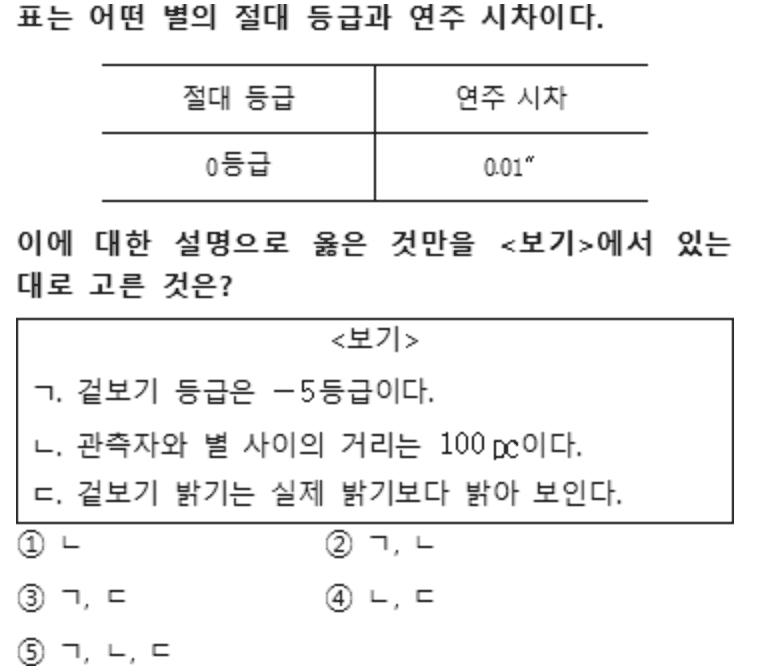 표는 어떤 별의 절대 등급과 연주 시차이다.
절대 등급 연주 시차
0등급 0.01″
이에 대한 설명으로 옳은 것만을 <보기>에서 있는
대로 고른 것은?
<보기>
ㄱ. 겉보기 등급은 -5등급이다.
ㄴ. 관측자와 별 사이의 거리는 100pc이다.
ㄷ. 겉보기 밝기는 실제 밝기보다 밝아 보인다.
① ㄴ ② ㄱ, ㄴ
③ ㄱ, ㄷ ④ ㄴ, ㄷ
⑤ ㄱ, ㄴ, ㄷ